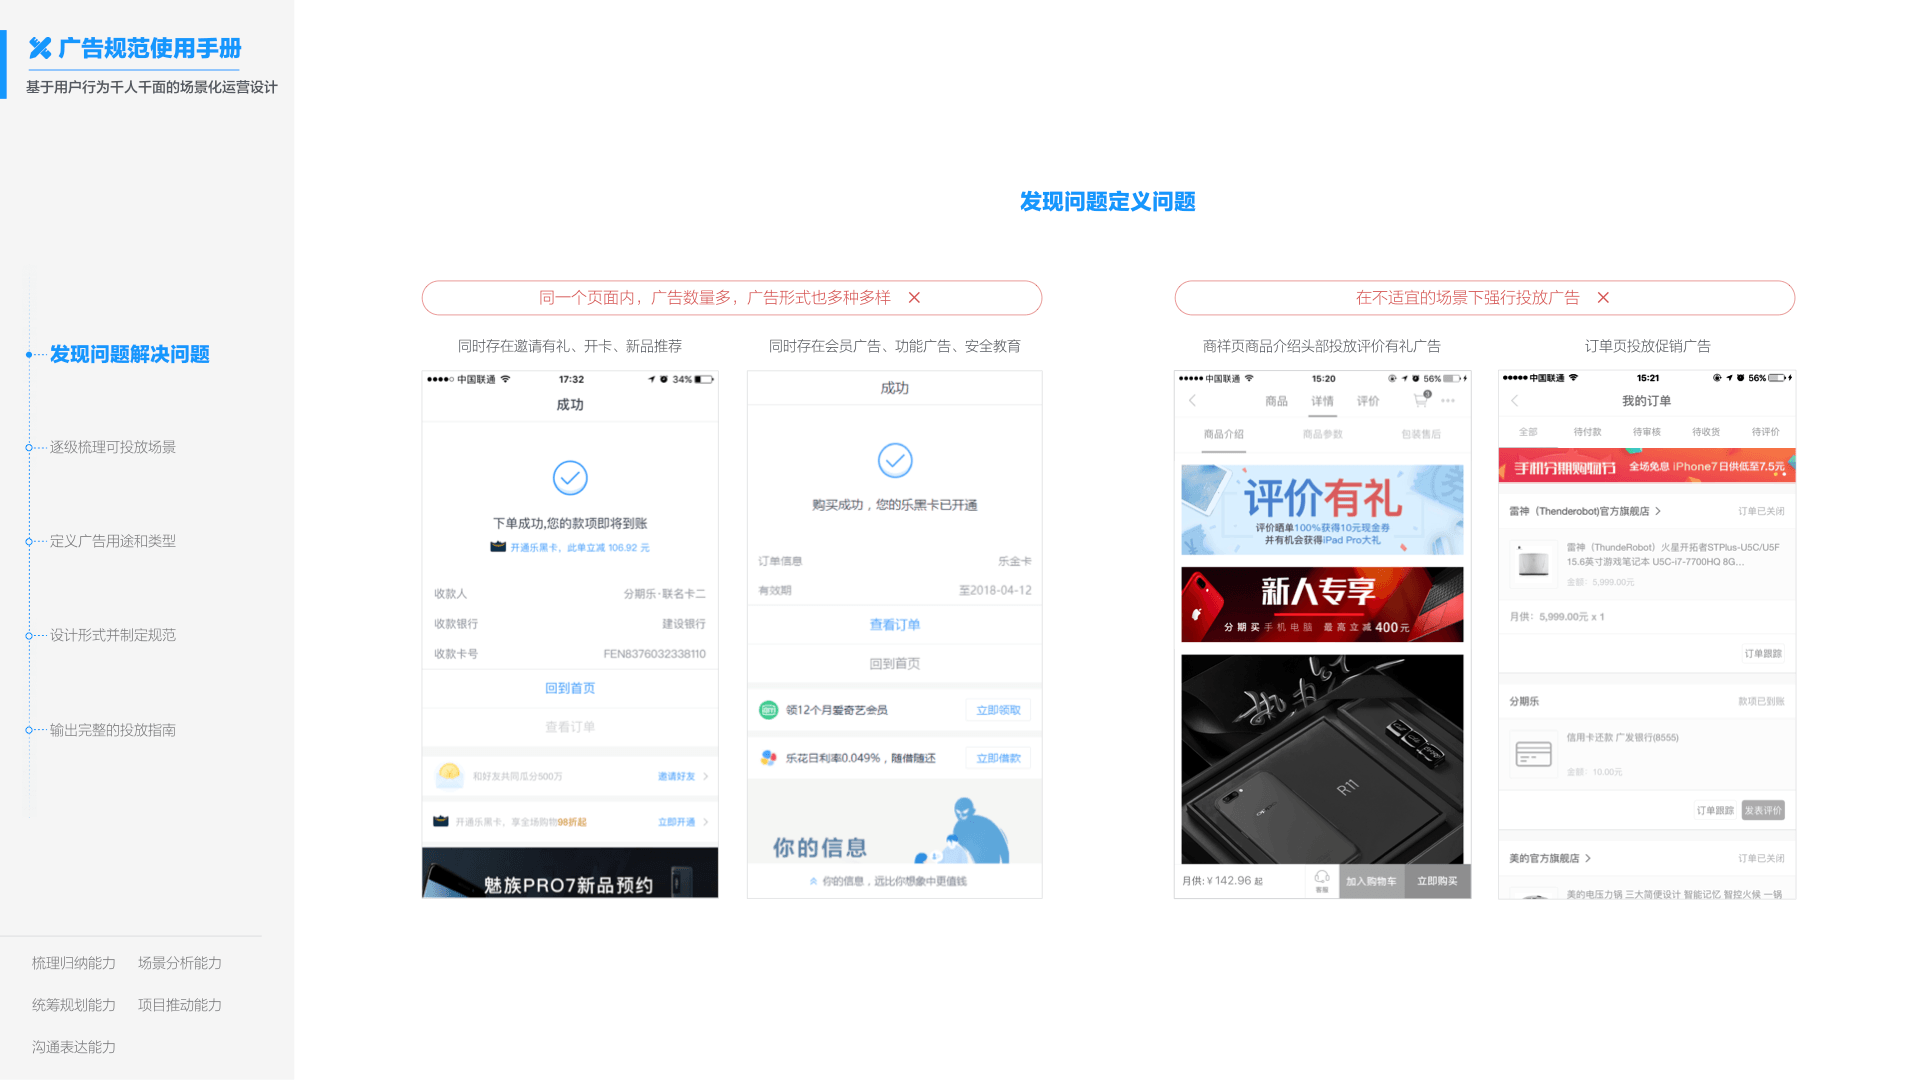 广告规范使用手册
基于用户行为千人千面的场景化运营设计
发现问题解决问题
逐级梳理可投放场景
定义广告用途和类型
设计形式并制定规范
输出完整的投放指南
梳理归纳能力 场景分析能力
统筹规划能力 项目推动能力
沟通表达能力
发现问题定义问题
同一个页面内，广告数量多，广告形式也多种多样
同时存在邀请有礼、开卡、新品推荐
中国联通 17:32 34%
成功
下单成功,您的款项即将到账
开通乐黑卡，此单立减 106.92 元
收款人 分期乐·联名卡二
收款银行 建设银行
收款卡号 FEN8376032338110
回到首页
查看订单
和好友共同瓜分500万 邀请好友
开通乐黑卡，享全场购物98折起 立即开通
魅族PRO7新品预约
同时存在会员广告、功能广告、安全教育
成功
购买成功，您的乐黑卡已开通
订单信息 乐金卡
有效期 至2018-04-12
查看订单
回到首页
领12个月爱奇艺会员 立即领取
乐花日利率0.049%，随借随还 立即借款
你的信息
你的信息，远比你想象中更值钱
在不适宜的场景下强行投放广告
商祥页商品介绍头部投放评价有礼广告
中国联通 15:20 56%
商品 详情 评价 3
商品介绍 商品参数 包装售后
评价有礼
评价晒单100%获得10元现金券
并有机会获得iPad Pro大礼
新人专享
分期买手机电脑 最高立减400元
R11
月供:¥142.96 起 客服 加入购物车 立即购买
订单页投放促销广告
中国联通 15:21 56%
我的订单
全部 待付款 待审核 待收货 待评价
手机分期购物节 全场免息 iPhone7日供低至7.5元
雷神（Thenderobot)官方旗舰店 订单已关闭
雷神（ThundeRobot）火星开拓者STPlus-U5C/U5F
15.6英寸游戏笔记本 U5C-i7-7700HQ 8G...
金额：5,999.00元
月供：5,999.00元 x 1
订单跟踪
分期乐 款项已到账
信用卡还款 广发银行(8555)
金额：10.00元
订单跟踪 发表评价
美的官方旗舰店 订单已关闭
美的电压力锅 三大简便设计 智能记忆 智控火候 一锅